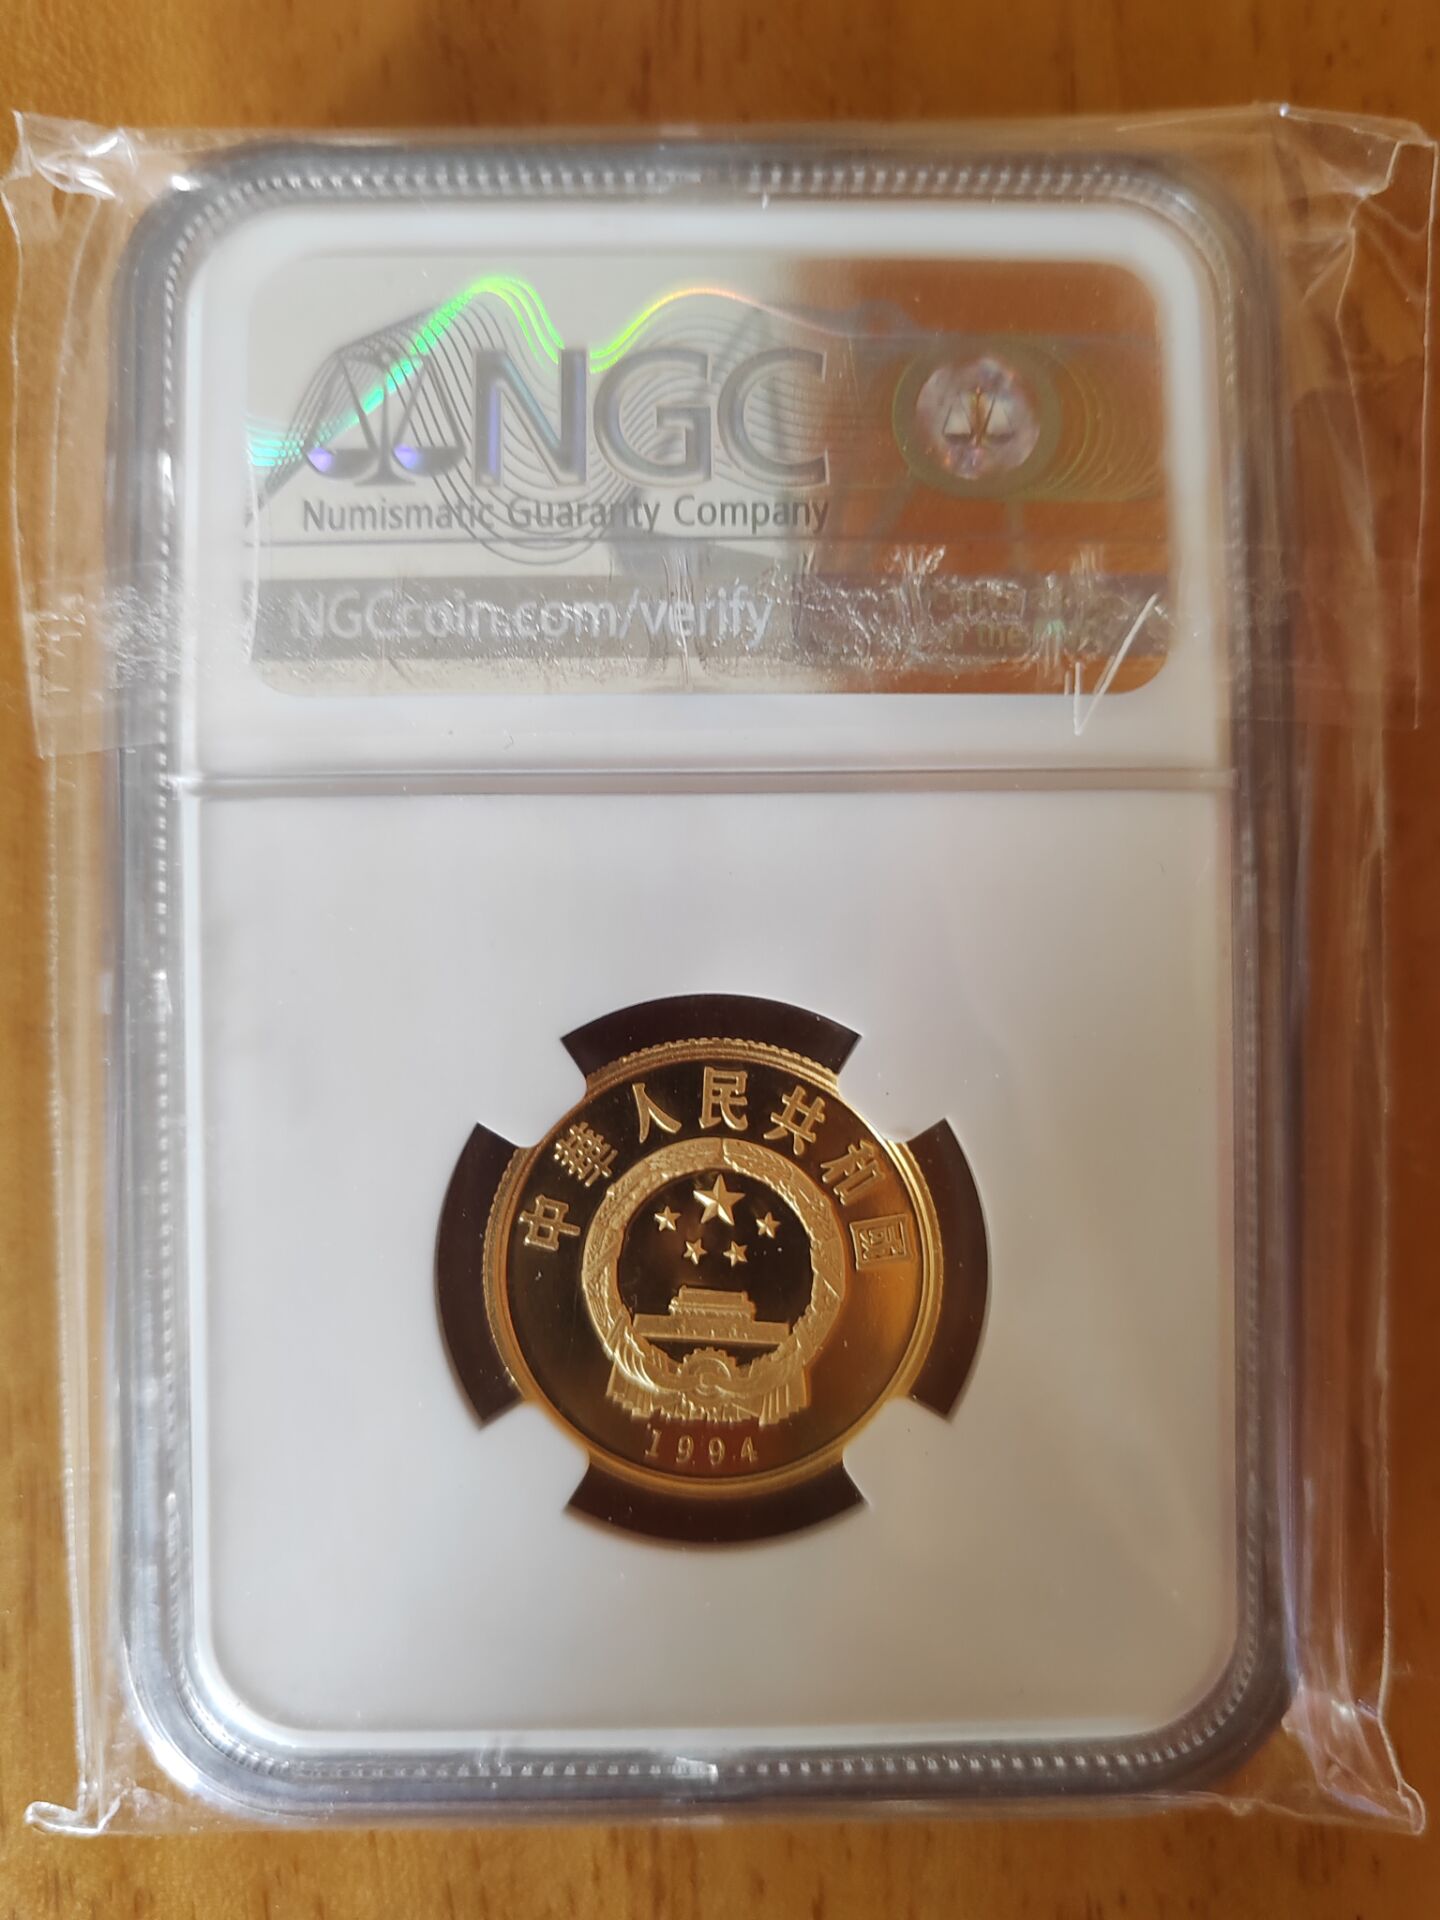 NGC
Numismatic Guaranty Company
NGCcoin.com/verify
中華人民共和國
1994